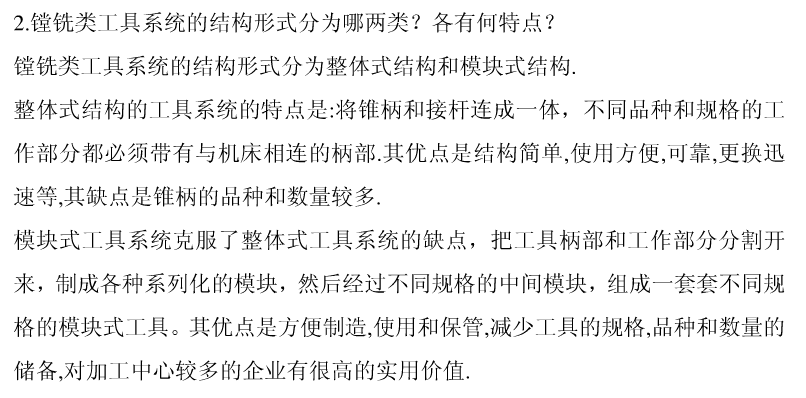 2.镗铣类工具系统的结构形式分为哪两类？各有何特点？
镗铣类工具系统的结构形式分为整体式结构和模块式结构.
整体式结构的工具系统的特点是:将锥柄和接杆连成一体，不同品种和规格的工
作部分都必须带有与机床相连的柄部.其优点是结构简单,使用方便,可靠,更换迅
速等,其缺点是锥柄的品种和数量较多.
模块式工具系统克服了整体式工具系统的缺点，把工具柄部和工作部分分割开
来，制成各种系列化的模块，然后经过不同规格的中间模块，组成一套套不同规
格的模块式工具。其优点是方便制造,使用和保管,减少工具的规格,品种和数量的
储备,对加工中心较多的企业有很高的实用价值.